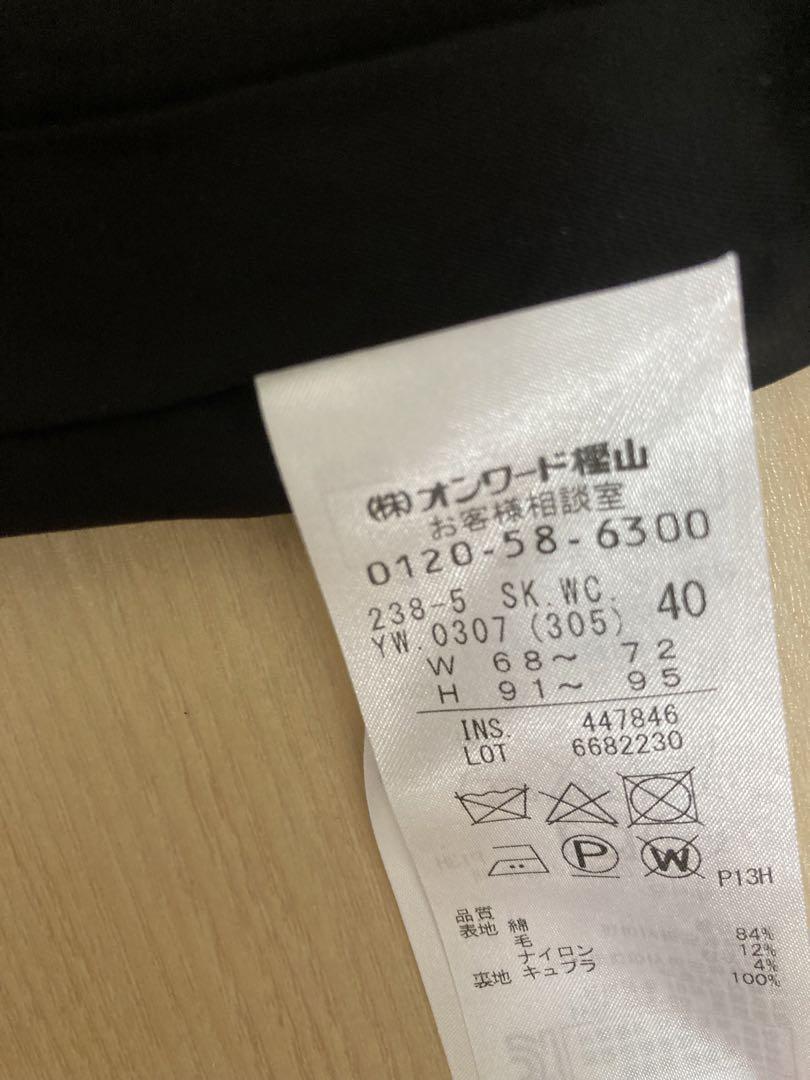 (株)オンワード樫山
お客様相談室
0120-58-6300
238-5 SK.WC. 40
YW.0307 (305)
W 68〜 72
H 91〜 95
INS. 447846
LOT 6682230
P W P13H
品質
表地 綿 84%
毛 12%
ナイロン 4%
裏地 キュプラ 100%